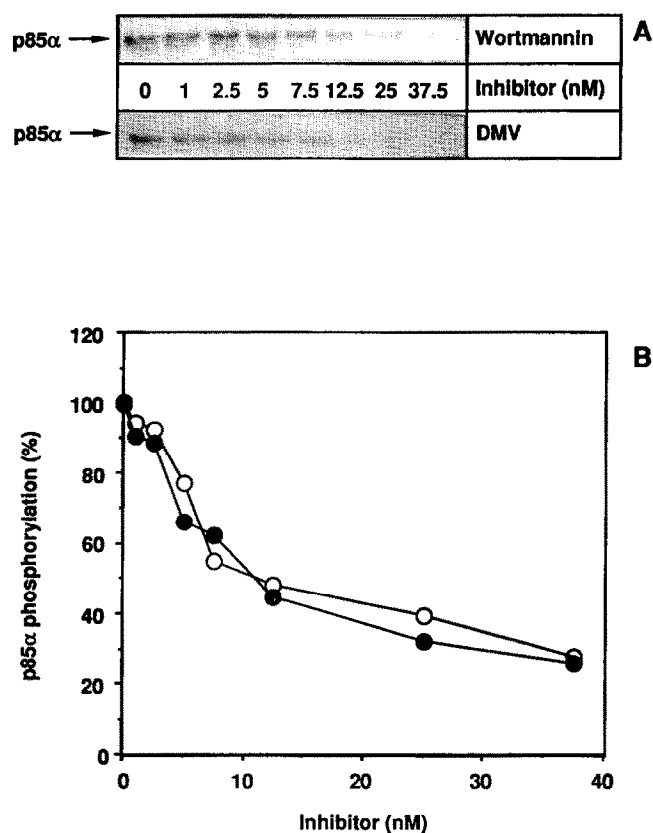 p85α Wortmannin A
0 1 2.5 5 7.5 12.5 25 37.5 Inhibitor (nM)
p85α DMV
B
p85α phosphorylation (%)
120
100
80
60
40
20
0
0 10 20 30 40
Inhibitor (nM)